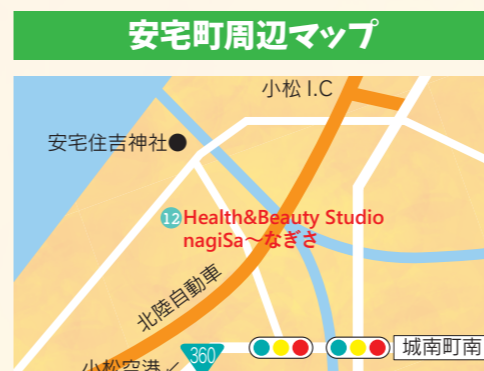 安宅町周辺マップ
小松 I.C
安宅住吉神社●
12 Health&Beauty Studio
nagiSa～なぎさ
北陸自動車
360
城南町南
小松空港↙